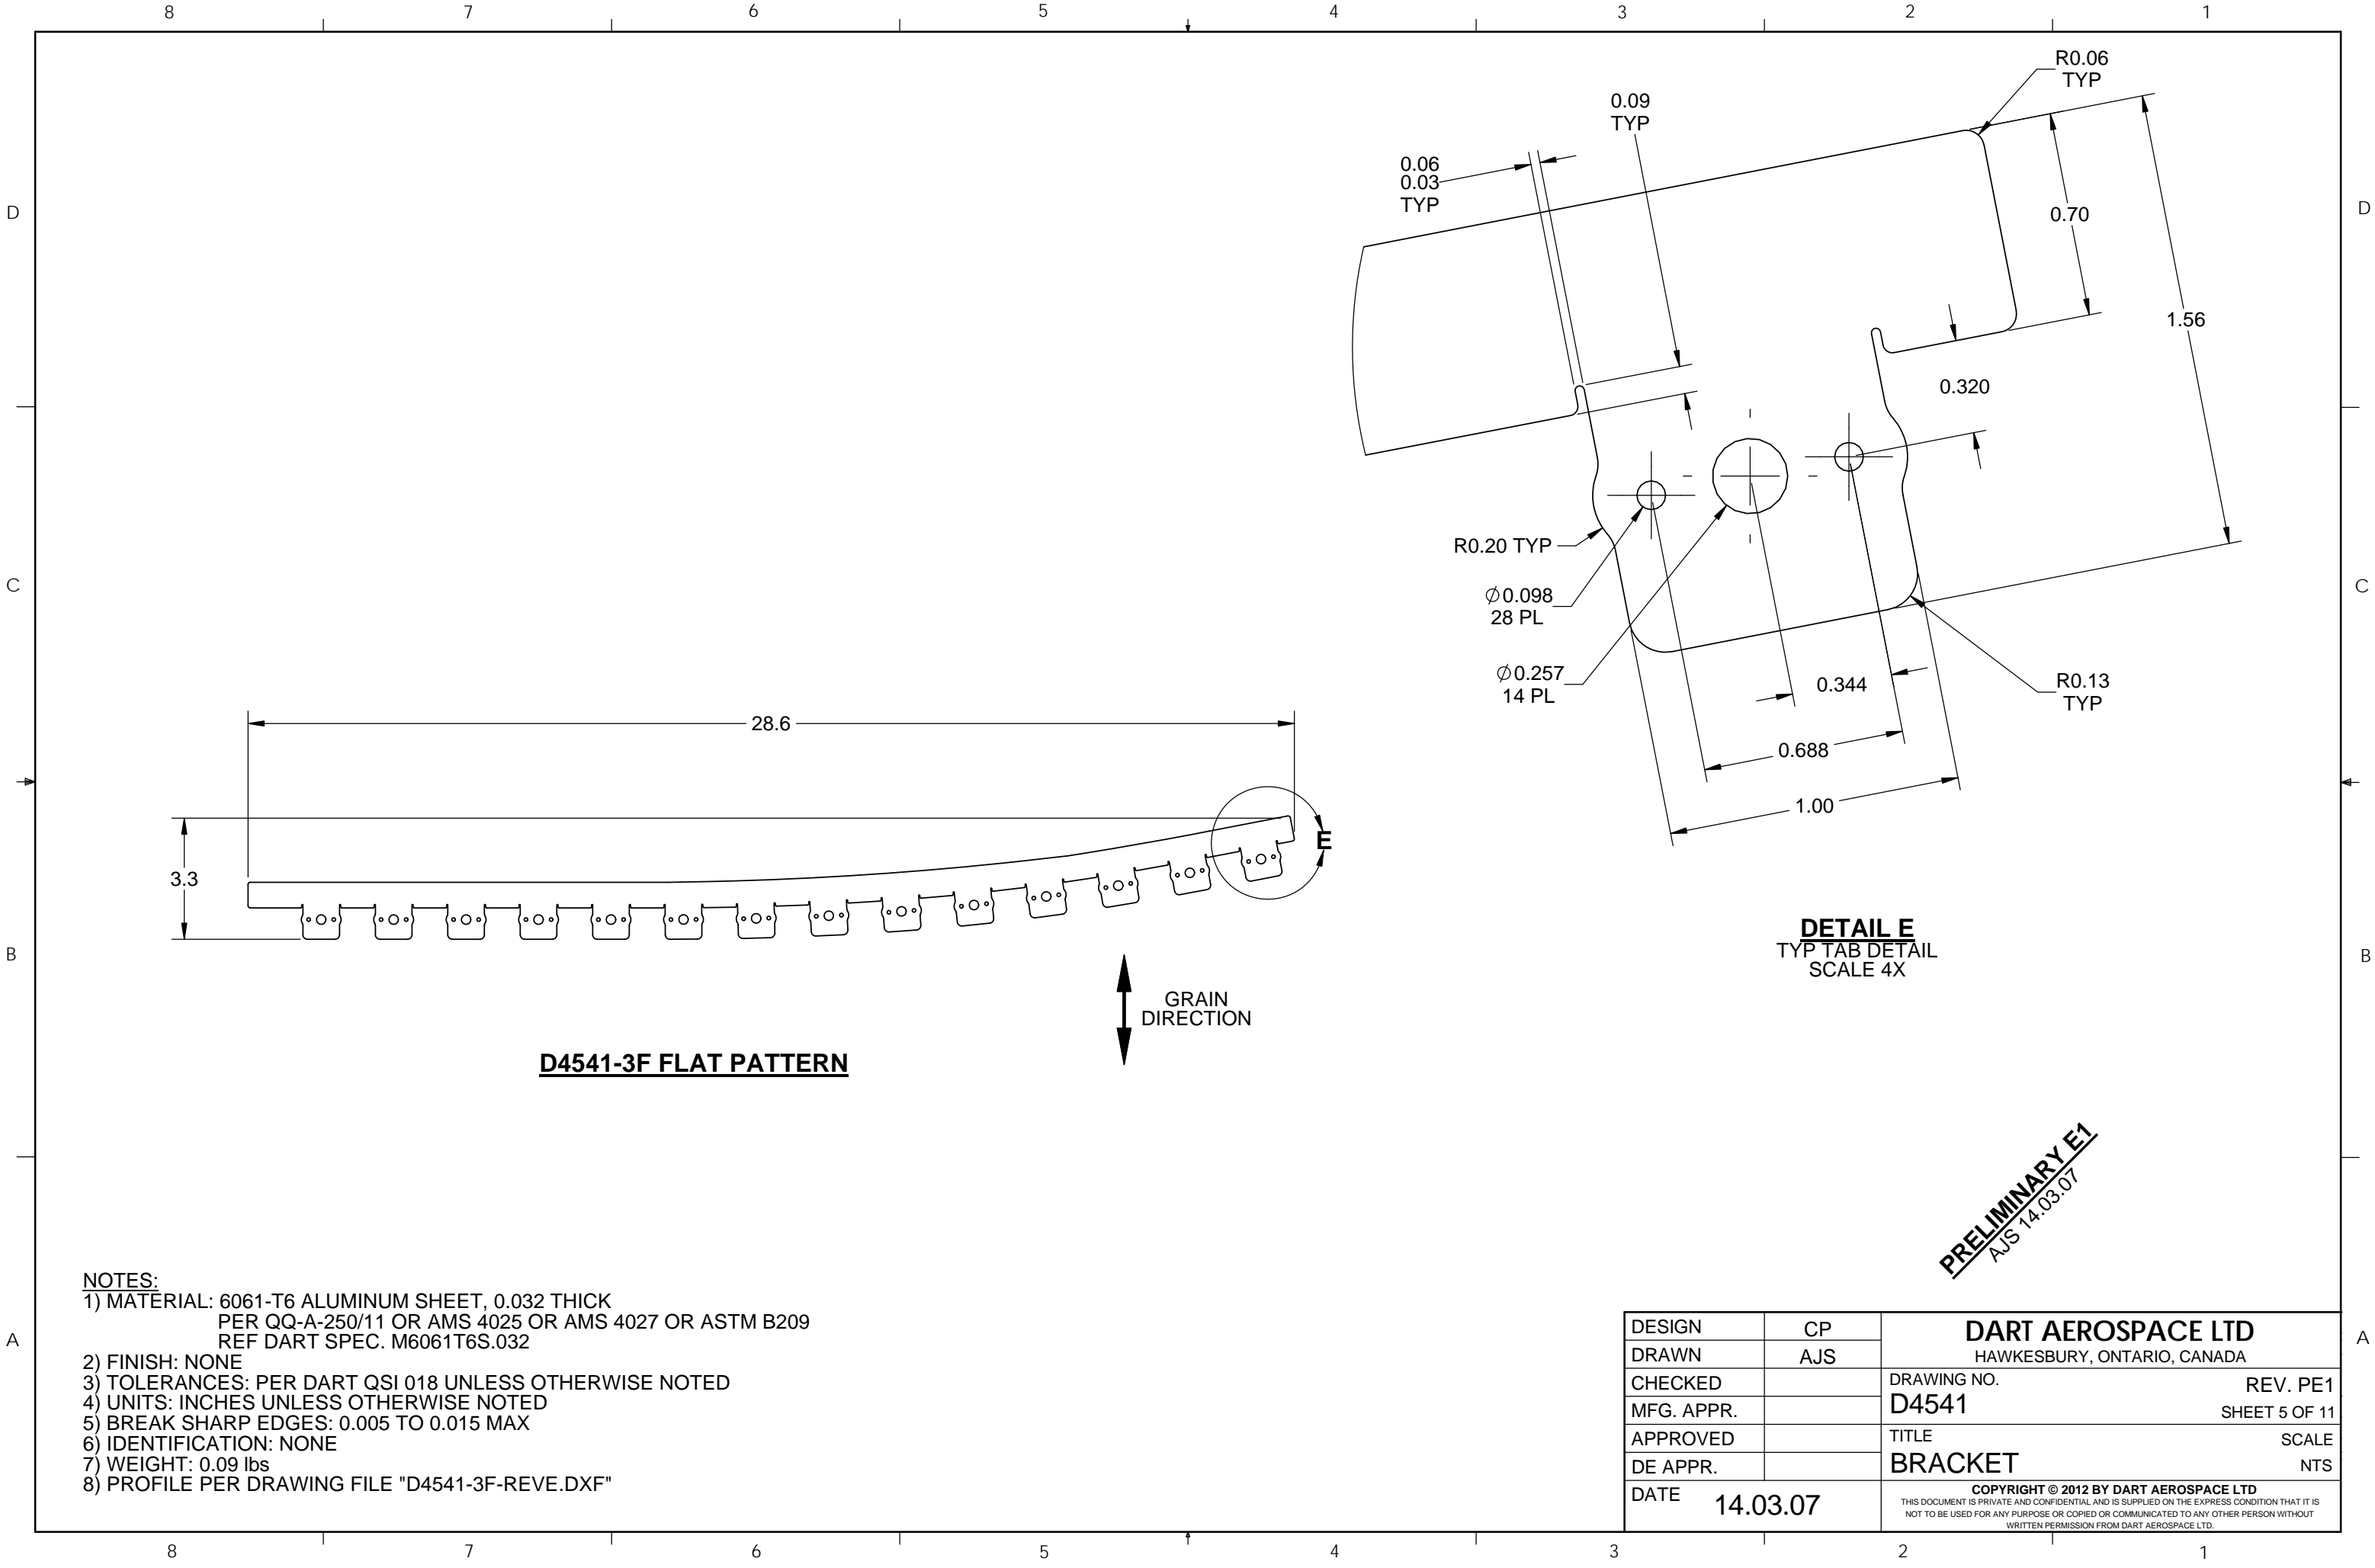 8 7 6 5 4 3 2 1
D D
C C
B B
A A
R0.06
TYP
0.09
TYP
0.06
0.03
TYP
0.70
1.56
0.320
R0.20 TYP
∅0.098
28 PL
∅0.257
14 PL
0.344
R0.13
TYP
0.688
1.00
28.6
3.3
E
DETAIL E
TYP TAB DETAIL
SCALE 4X
GRAIN
DIRECTION
D4541-3F FLAT PATTERN
PRELIMINARY E1
AJS 14.03.07
NOTES:
1) MATERIAL: 6061-T6 ALUMINUM SHEET, 0.032 THICK
PER QQ-A-250/11 OR AMS 4025 OR AMS 4027 OR ASTM B209
REF DART SPEC. M6061T6S.032
2) FINISH: NONE
3) TOLERANCES: PER DART QSI 018 UNLESS OTHERWISE NOTED
4) UNITS: INCHES UNLESS OTHERWISE NOTED
5) BREAK SHARP EDGES: 0.005 TO 0.015 MAX
6) IDENTIFICATION: NONE
7) WEIGHT: 0.09 lbs
8) PROFILE PER DRAWING FILE "D4541-3F-REVE.DXF"
DESIGN CP
DRAWN AJS
CHECKED
MFG. APPR.
APPROVED
DE APPR.
DATE 14.03.07
DART AEROSPACE LTD
HAWKESBURY, ONTARIO, CANADA
DRAWING NO. REV. PE1
D4541 SHEET 5 OF 11
TITLE SCALE
BRACKET NTS
COPYRIGHT © 2012 BY DART AEROSPACE LTD
THIS DOCUMENT IS PRIVATE AND CONFIDENTIAL AND IS SUPPLIED ON THE EXPRESS CONDITION THAT IT IS
NOT TO BE USED FOR ANY PURPOSE OR COPIED OR COMMUNICATED TO ANY OTHER PERSON WITHOUT
WRITTEN PERMISSION FROM DART AEROSPACE LTD.
8 7 6 5 4 3 2 1